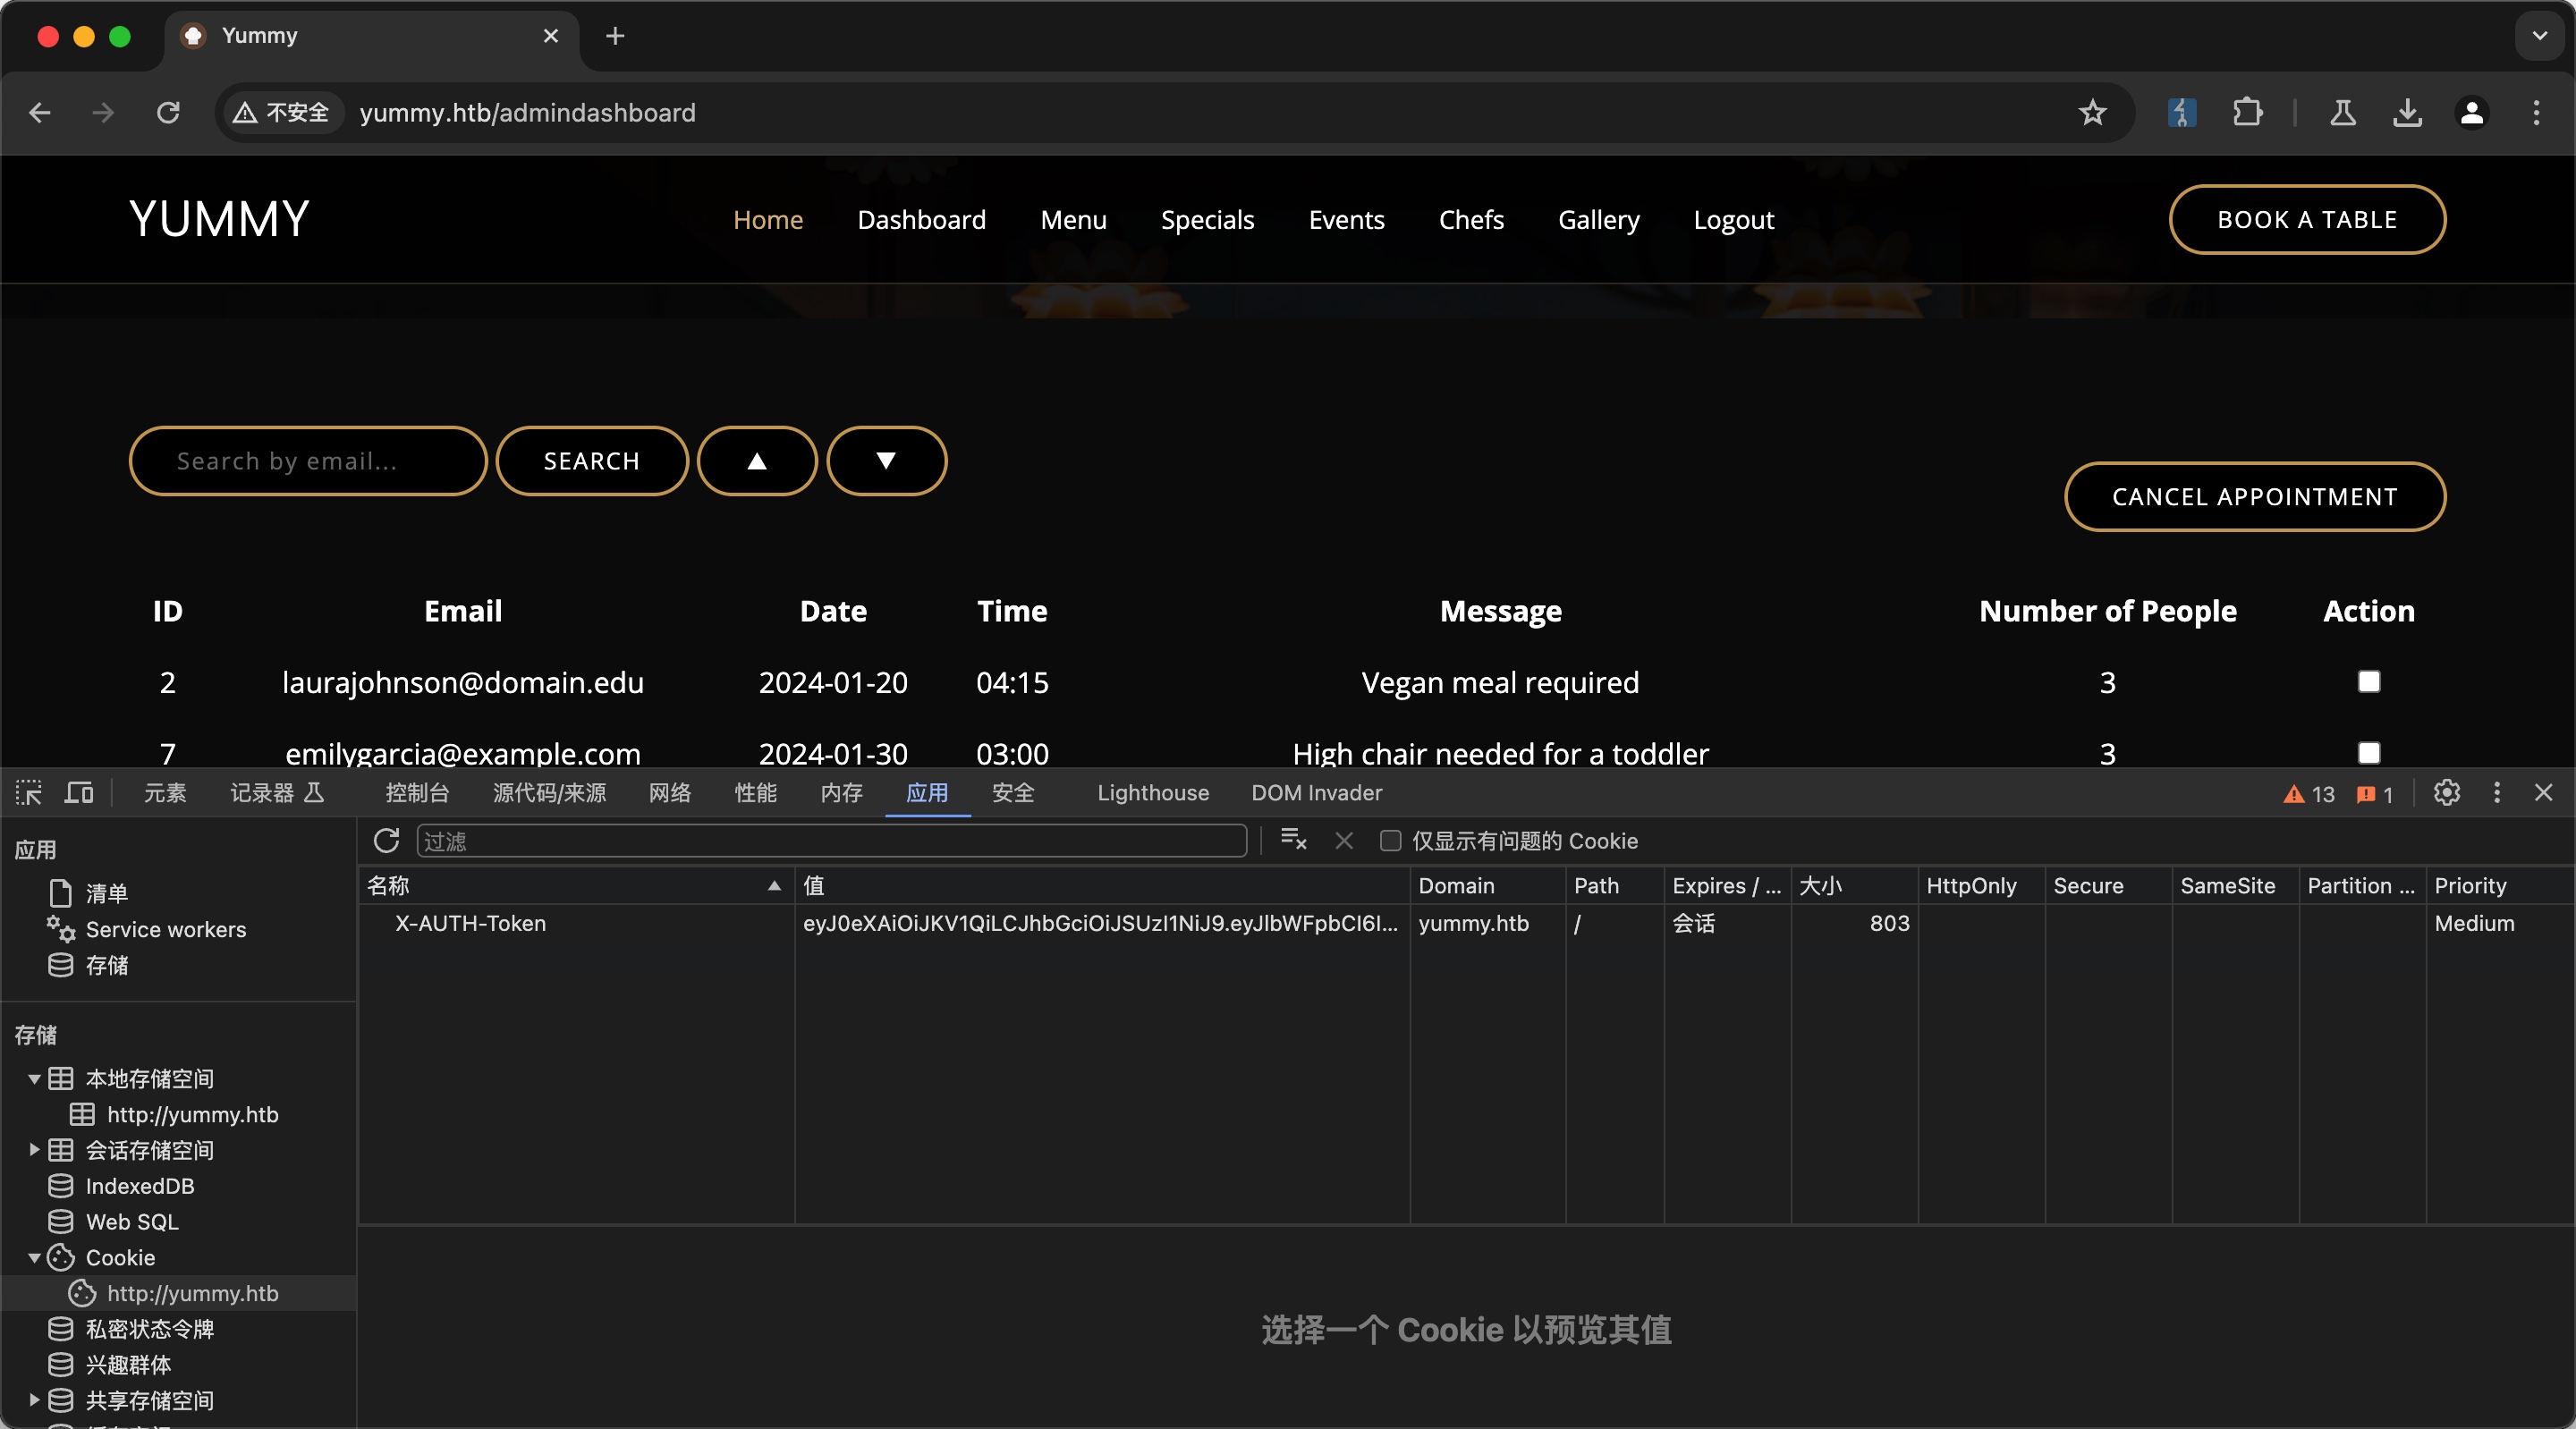 Yummy
不安全 yummy.htb/admindashboard
YUMMY Home Dashboard Menu Specials Events Chefs Gallery Logout BOOK A TABLE
Search by email... SEARCH ▲ ▼
CANCEL APPOINTMENT
ID Email Date Time Message Number of People Action
2 laurajohnson@domain.edu 2024-01-20 04:15 Vegan meal required 3
7 emilygarcia@example.com 2024-01-30 03:00 High chair needed for a toddler 3
元素 记录器 控制台 源代码/来源 网络 性能 内存 应用 安全 Lighthouse DOM Invader 13 1
应用
清单
Service workers
存储
存储
本地存储空间
http://yummy.htb
会话存储空间
IndexedDB
Web SQL
Cookie
http://yummy.htb
私密状态令牌
兴趣群体
共享存储空间
过滤 仅显示有问题的 Cookie
名称 值 Domain Path Expires / ... 大小 HttpOnly Secure SameSite Partition ... Priority
X-AUTH-Token eyJ0eXAiOiJKV1QiLCJhbGciOiJSUzI1NiJ9.eyJlbWFpbCI6I... yummy.htb / 会话 803 Medium
选择一个 Cookie 以预览其值